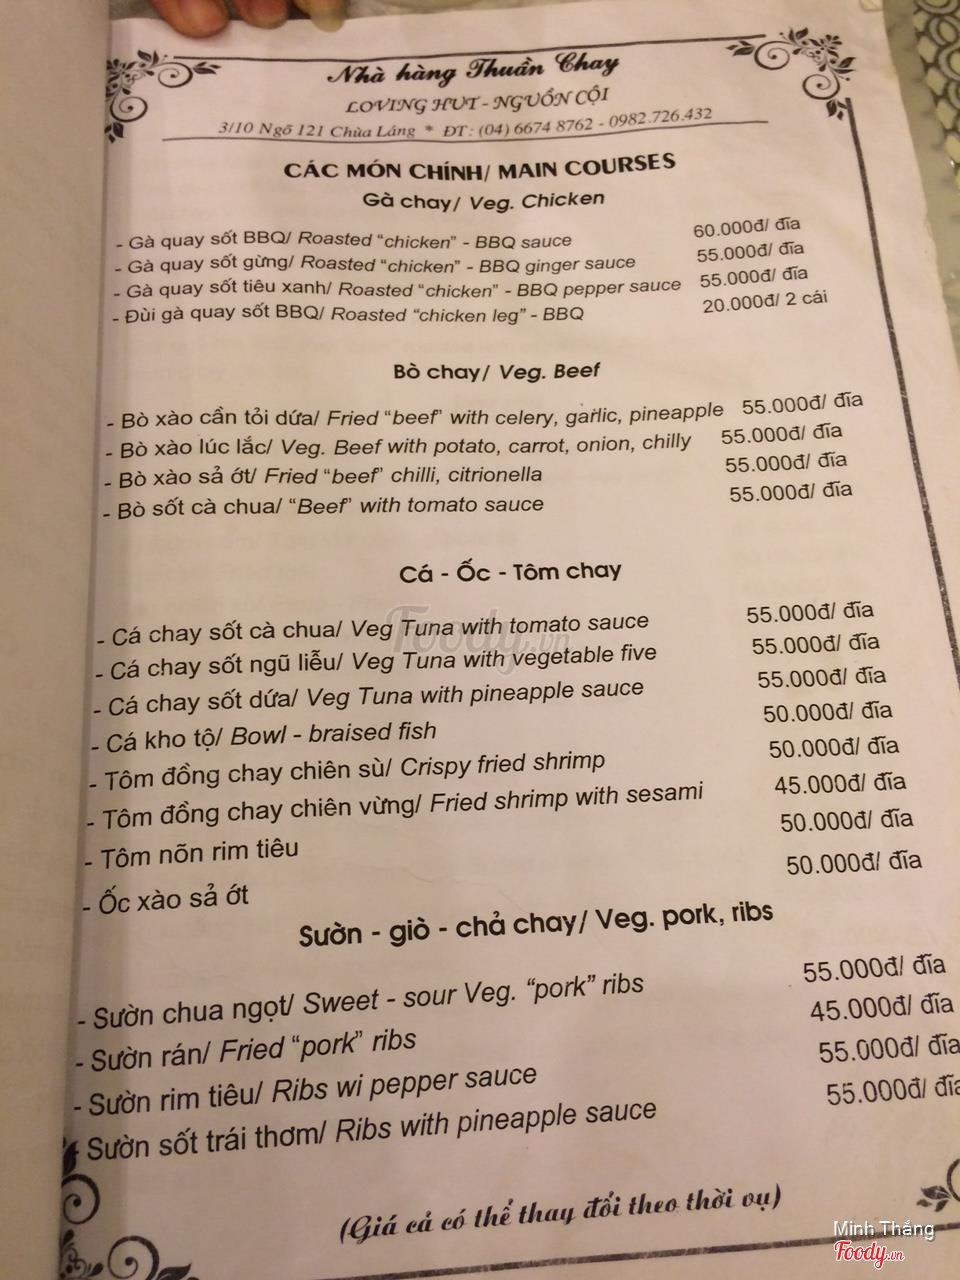 Nhà hàng Thuần Chay
LOVING HUT - NGUỒN CỘI
3/10 Ngõ 121 Chùa Láng * ĐT: (04) 6674 8762 - 0982.726.432
CÁC MÓN CHÍNH/ MAIN COURSES
Gà chay/ Veg. Chicken
- Gà quay sốt BBQ/ Roasted "chicken" - BBQ sauce 60.000đ/ đĩa
- Gà quay sốt gừng/ Roasted "chicken" - BBQ ginger sauce 55.000đ/ đĩa
- Gà quay sốt tiêu xanh/ Roasted "chicken" - BBQ pepper sauce 55.000đ/ đĩa
- Đùi gà quay sốt BBQ/ Roasted "chicken leg" - BBQ 20.000đ/ 2 cái
Bò chay/ Veg. Beef
- Bò xào cần tỏi dứa/ Fried "beef" with celery, garlic, pineapple 55.000đ/ đĩa
- Bò xào lúc lắc/ Veg. Beef with potato, carrot, onion, chilly 55.000đ/ đĩa
- Bò xào sả ớt/ Fried "beef" chilli, citrionella 55.000đ/ đĩa
- Bò sốt cà chua/ "Beef" with tomato sauce 55.000đ/ đĩa
Cá - Ốc - Tôm chay
- Cá chay sốt cà chua/ Veg Tuna with tomato sauce 55.000đ/ đĩa
- Cá chay sốt ngũ liễu/ Veg Tuna with vegetable five 55.000đ/ đĩa
- Cá chay sốt dứa/ Veg Tuna with pineapple sauce 55.000đ/ đĩa
- Cá kho tộ/ Bowl - braised fish 50.000đ/ đĩa
- Tôm đồng chay chiên sù/ Crispy fried shrimp 50.000đ/ đĩa
- Tôm đồng chay chiên vừng/ Fried shrimp with sesami 45.000đ/ đĩa
- Tôm nõn rim tiêu 50.000đ/ đĩa
- Ốc xào sả ớt 50.000đ/ đĩa
Sườn - giò - chả chay/ Veg. pork, ribs
- Sườn chua ngọt/ Sweet - sour Veg. "pork" ribs 55.000đ/ đĩa
- Sườn rán/ Fried "pork" ribs 45.000đ/ đĩa
- Sườn rim tiêu/ Ribs wi pepper sauce 55.000đ/ đĩa
- Sườn sốt trái thơm/ Ribs with pineapple sauce 55.000đ/ đĩa
(Giá cả có thể thay đổi theo thời vụ)
Foody.vn
Minh Thắng
Foody.vn